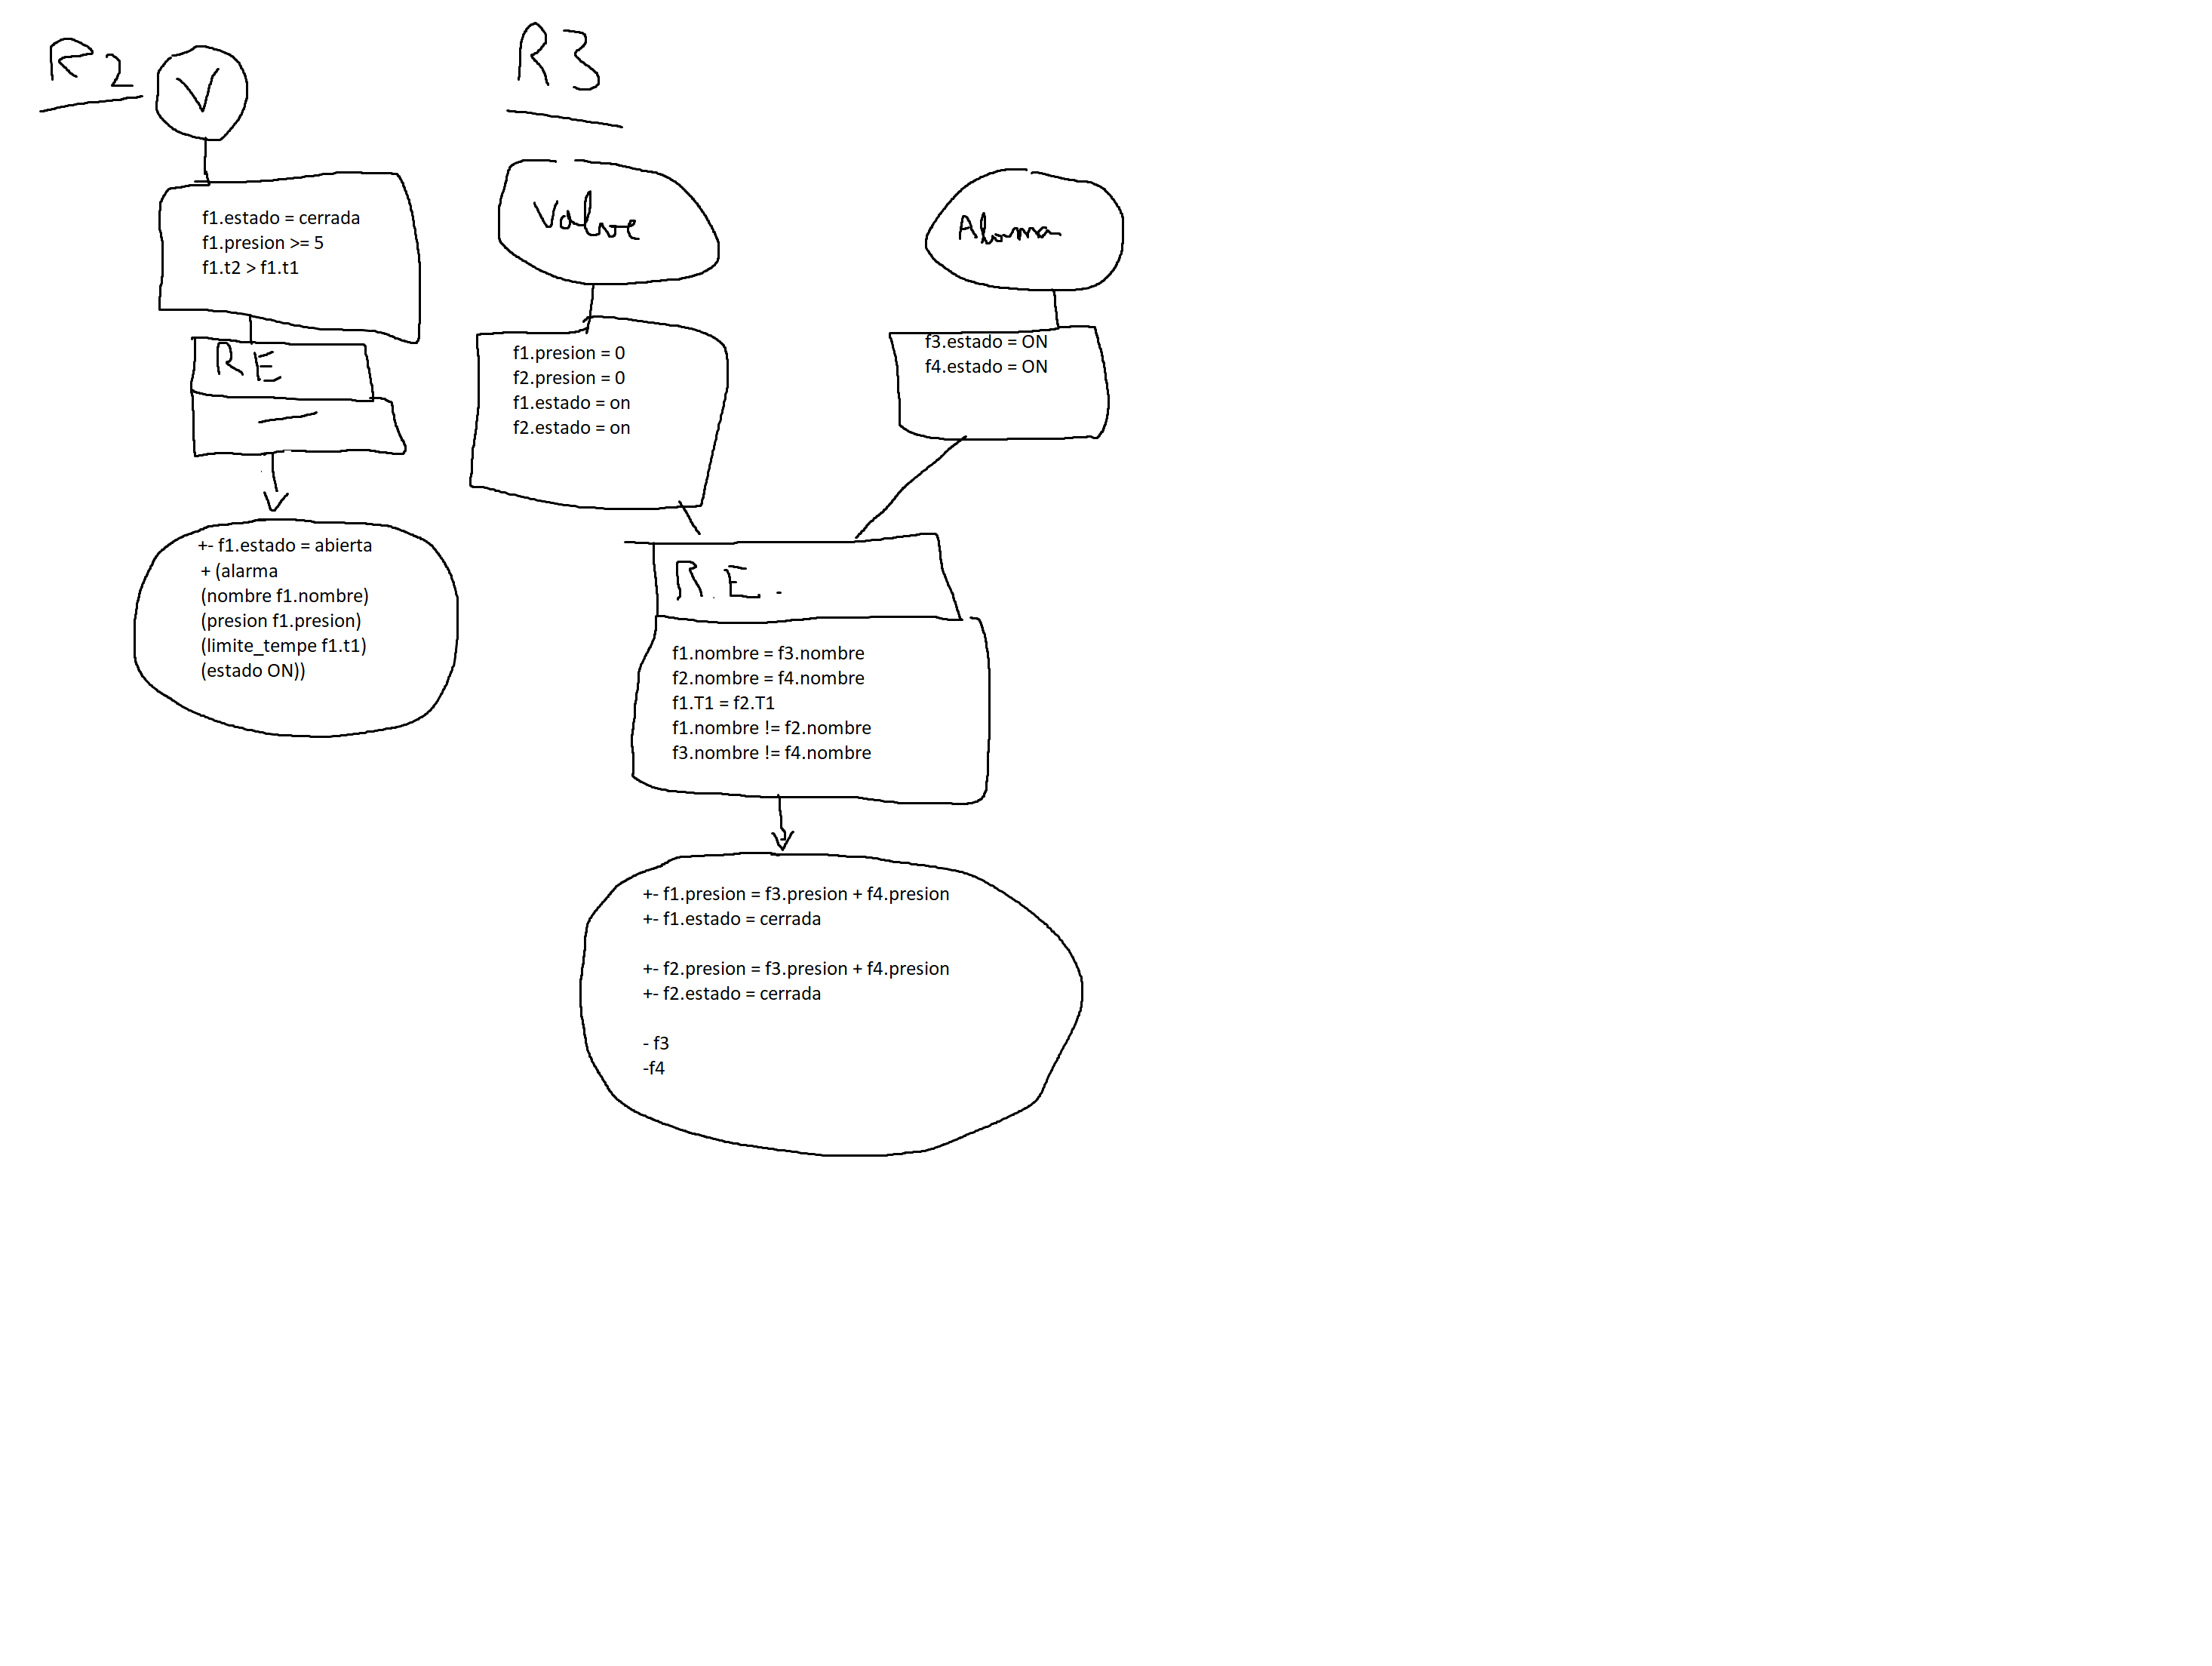 R2
V
f1.estado = cerrada
f1.presion >= 5
f1.t2 > f1.t1
RE
+- f1.estado = abierta
+ (alarma
(nombre f1.nombre)
(presion f1.presion)
(limite_tempe f1.t1)
(estado ON))
R3
Valve
f1.presion = 0
f2.presion = 0
f1.estado = on
f2.estado = on
Alarma
f3.estado = ON
f4.estado = ON
R.E.
f1.nombre = f3.nombre
f2.nombre = f4.nombre
f1.T1 = f2.T1
f1.nombre != f2.nombre
f3.nombre != f4.nombre
+- f1.presion = f3.presion + f4.presion
+- f1.estado = cerrada
+- f2.presion = f3.presion + f4.presion
+- f2.estado = cerrada
- f3
-f4